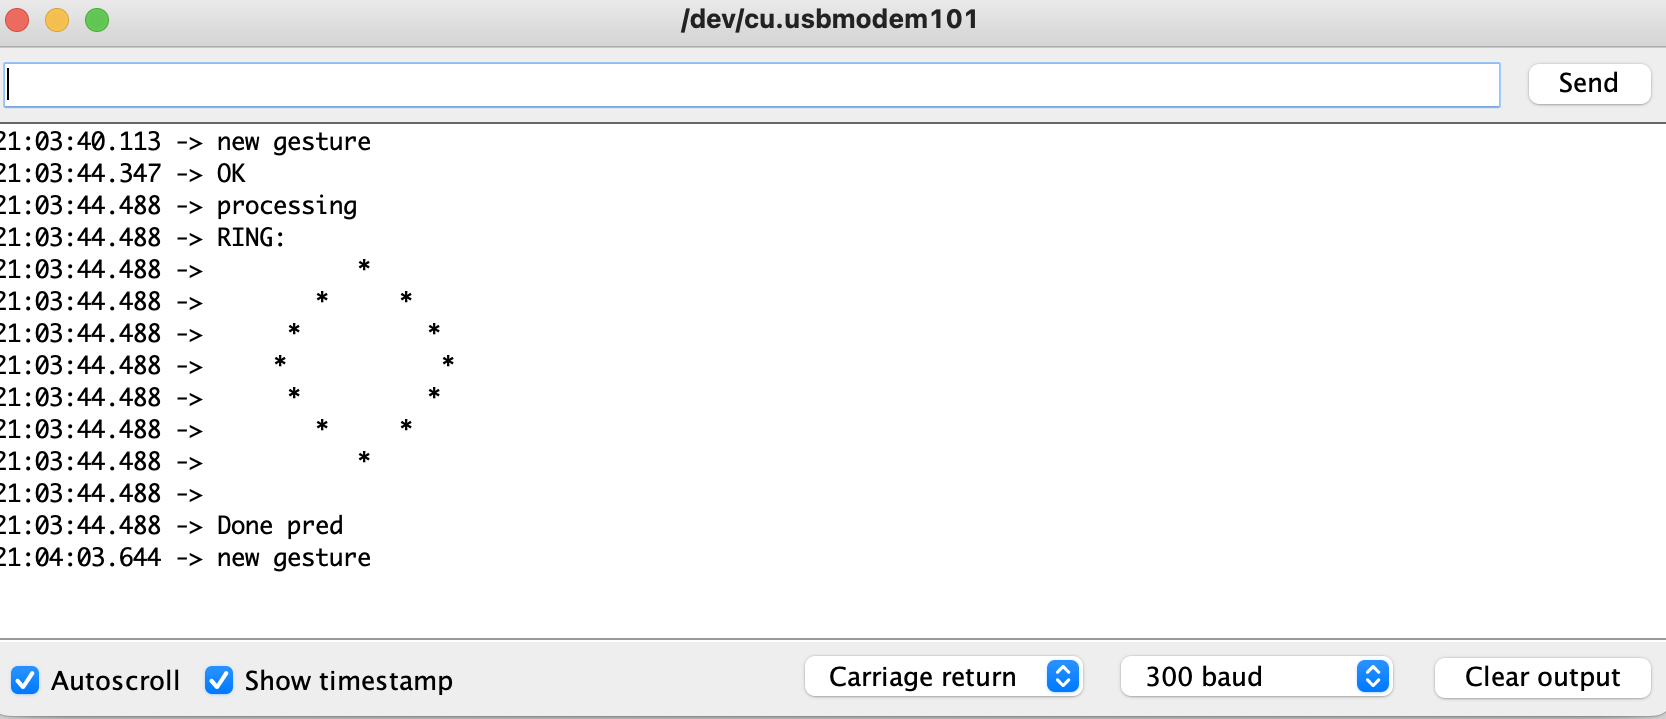 /dev/cu.usbmodem101
Send
21:03:40.113 -> new gesture
21:03:44.347 -> OK
21:03:44.488 -> processing
21:03:44.488 -> RING:
21:03:44.488 ->           *
21:03:44.488 ->        *     *
21:03:44.488 ->      *         *
21:03:44.488 ->     *           *
21:03:44.488 ->      *         *
21:03:44.488 ->        *     *
21:03:44.488 ->           *
21:03:44.488 ->
21:03:44.488 -> Done pred
21:04:03.644 -> new gesture
Autoscroll Show timestamp Carriage return 300 baud Clear output